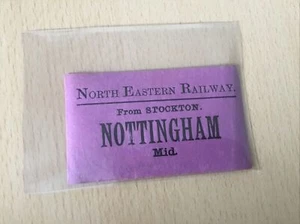 NORTH EASTERN RAILWAY.
From STOCKTON.
NOTTINGHAM
Mid.